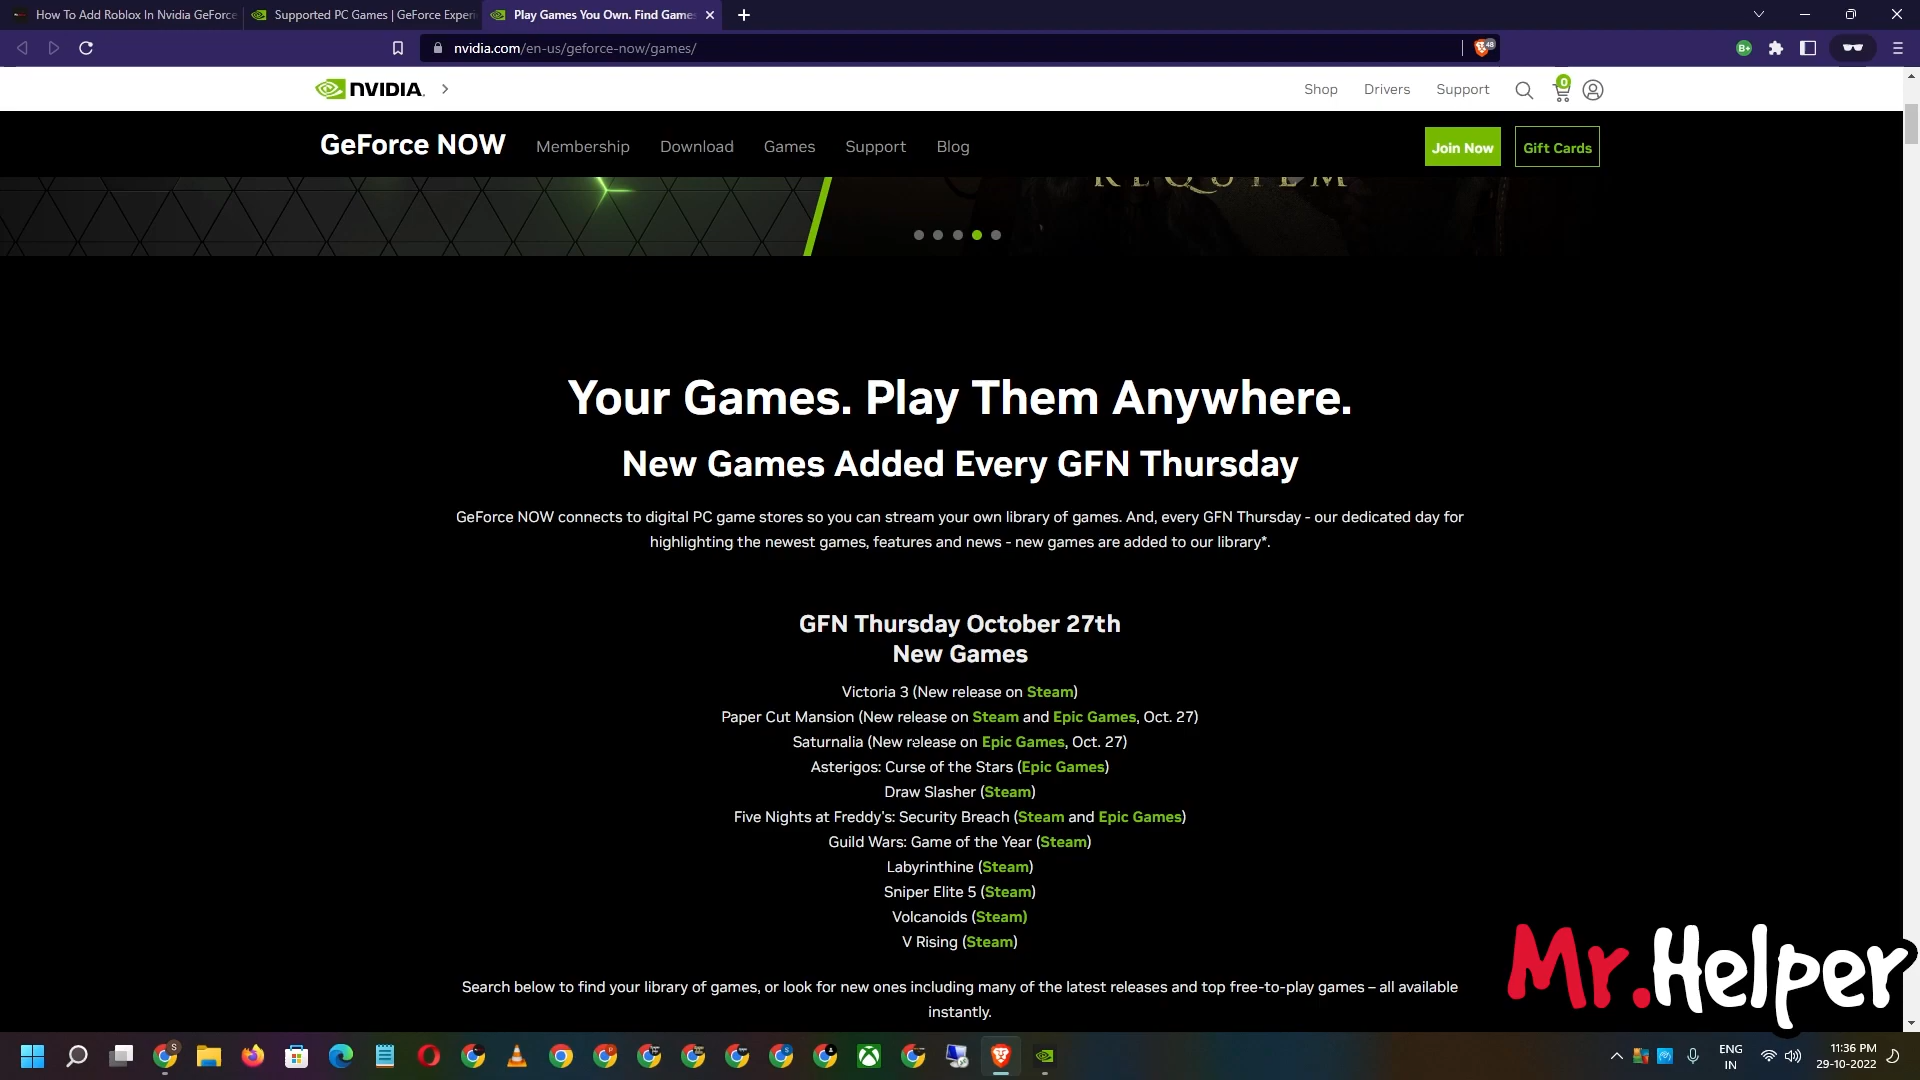 How To Add Roblox In Nvidia GeForce
Supported PC Games | GeForce Experi
Play Games You Own. Find Games
nvidia.com/en-us/geforce-now/games/
48
B+
NVIDIA.
Shop
Drivers
Support
0
GeForce NOW
Membership
Download
Games
Support
Blog
Join Now
Gift Cards
REQUIEM
Your Games. Play Them Anywhere.
New Games Added Every GFN Thursday
GeForce NOW connects to digital PC game stores so you can stream your own library of games. And, every GFN Thursday - our dedicated day for
highlighting the newest games, features and news - new games are added to our library*.
GFN Thursday October 27th
New Games
Victoria 3 (New release on Steam)
Paper Cut Mansion (New release on Steam and Epic Games, Oct. 27)
Saturnalia (New release on Epic Games, Oct. 27)
Asterigos: Curse of the Stars (Epic Games)
Draw Slasher (Steam)
Five Nights at Freddy's: Security Breach (Steam and Epic Games)
Guild Wars: Game of the Year (Steam)
Labyrinthine (Steam)
Sniper Elite 5 (Steam)
Volcanoids (Steam)
V Rising (Steam)
Search below to find your library of games, or look for new ones including many of the latest releases and top free-to-play games – all available
instantly.
Mr.Helper
ENG
IN
11:36 PM
29-10-2022